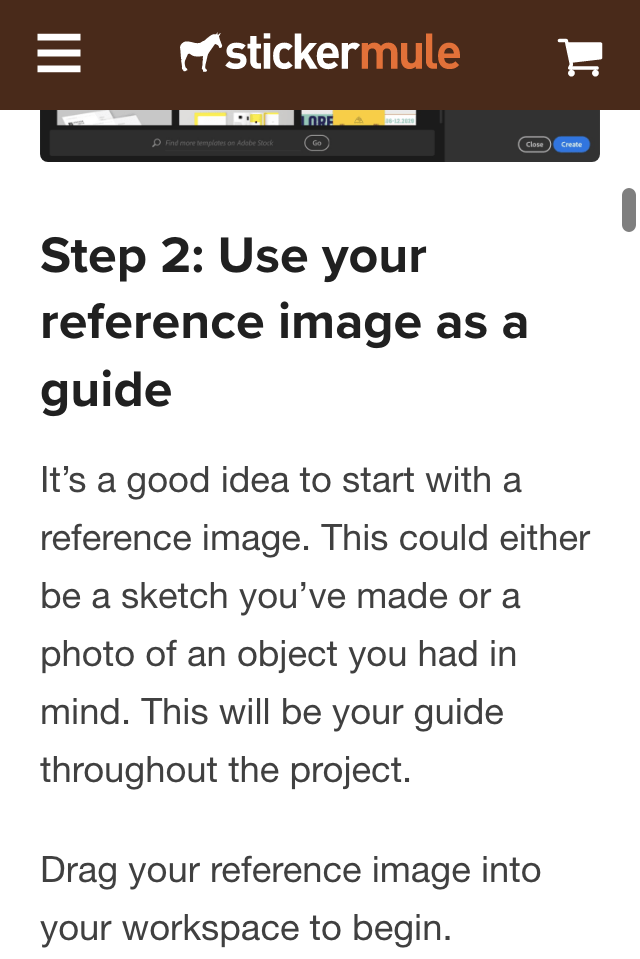 stickermule
LORE
Find more templates on Adobe Stock
Go
Close
Create
Step 2: Use your
reference image as a
guide
It’s a good idea to start with a
reference image. This could either
be a sketch you’ve made or a
photo of an object you had in
mind. This will be your guide
throughout the project.
Drag your reference image into
your workspace to begin.